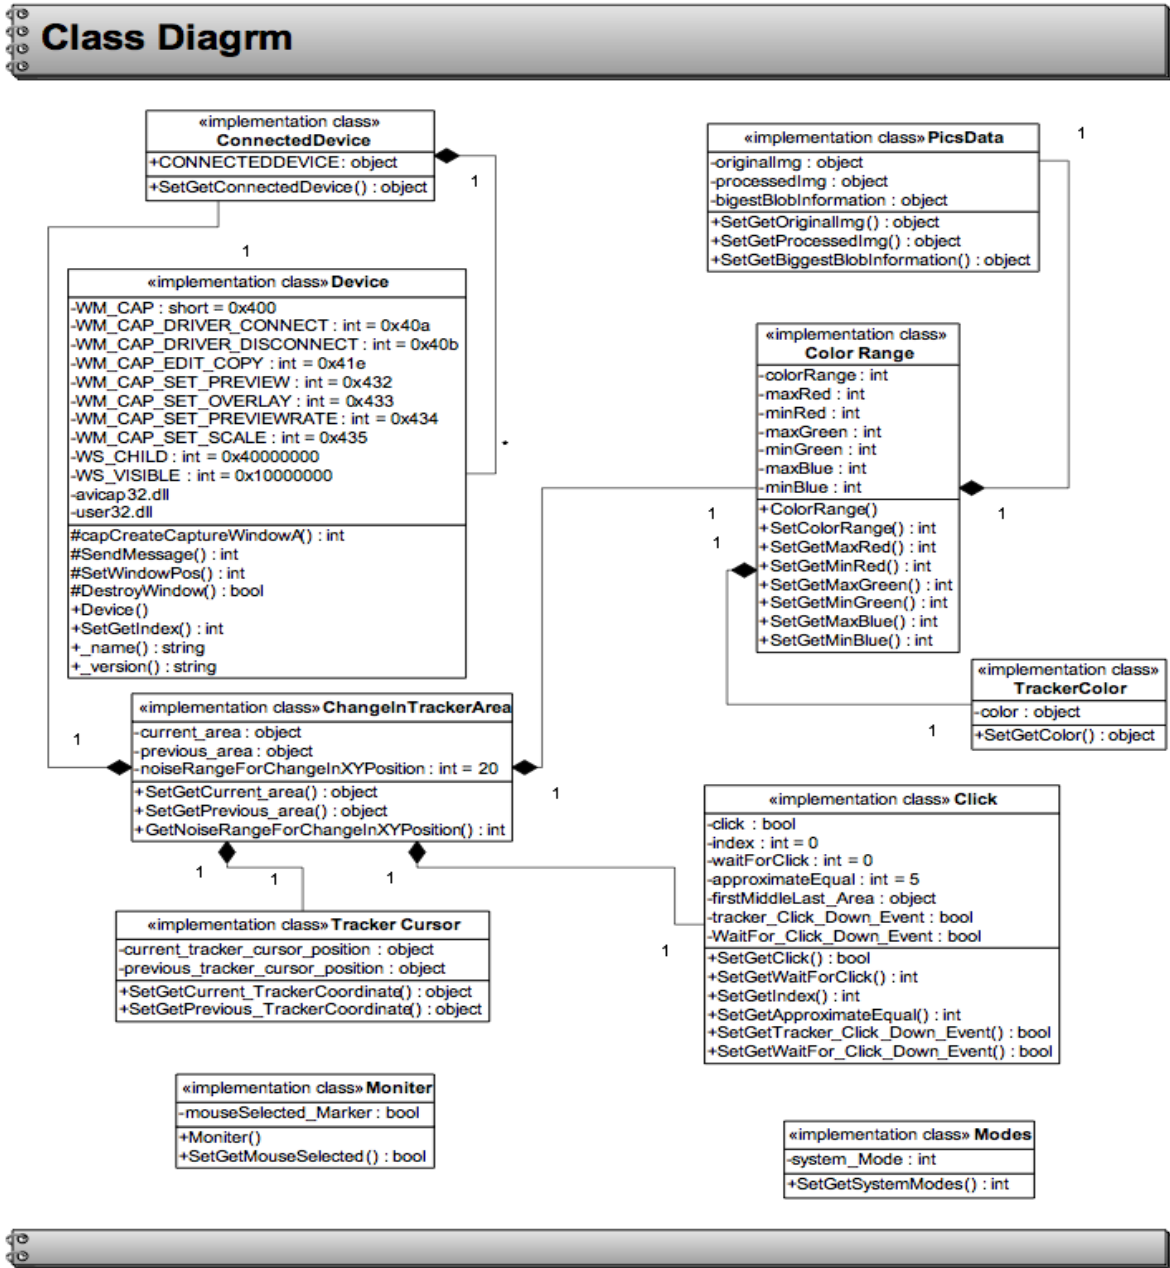 Class Diagrm
«implementation class»
ConnectedDevice
+CONNECTEDDEVICE : object
+SetGetConnectedDevice() : object
1
1
«implementation class» PicsData
-originalImg : object
-processedImg : object
-bigestBlobInformation : object
+SetGetOriginalImg() : object
+SetGetProcessedImg() : object
+SetGetBiggestBlobInformation() : object
1
«implementation class» Device
-WM_CAP : short = 0x400
-WM_CAP_DRIVER_CONNECT : int = 0x40a
-WM_CAP_DRIVER_DISCONNECT : int = 0x40b
-WM_CAP_EDIT_COPY : int = 0x41e
-WM_CAP_SET_PREVIEW : int = 0x432
-WM_CAP_SET_OVERLAY : int = 0x433
-WM_CAP_SET_PREVIEWRATE : int = 0x434
-WM_CAP_SET_SCALE : int = 0x435
-WS_CHILD : int = 0x40000000
-WS_VISIBLE : int = 0x10000000
-avicap32.dll
-user32.dll
#capCreateCaptureWindowA() : int
#SendMessage() : int
#SetWindowPos() : int
#DestroyWindow() : bool
+Device()
+SetGetIndex() : int
+_name() : string
+_version() : string
*
«implementation class»
Color Range
-colorRange : int
-maxRed : int
-minRed : int
-maxGreen : int
-minGreen : int
-maxBlue : int
-minBlue : int
+ColorRange()
+SetColorRange() : int
+SetGetMaxRed() : int
+SetGetMinRed() : int
+SetGetMaxGreen() : int
+SetGetMinGreen() : int
+SetGetMaxBlue() : int
+SetGetMinBlue() : int
1
1
1
«implementation class»
TrackerColor
-color : object
+SetGetColor() : object
1
«implementation class» ChangeInTrackerArea
-current_area : object
-previous_area : object
-noiseRangeForChangeInXYPosition : int = 20
+SetGetCurrent_area() : object
+SetGetPrevious_area() : object
+GetNoiseRangeForChangeInXYPosition() : int
1
1
1
1
1
«implementation class» Click
-click : bool
-index : int = 0
-waitForClick : int = 0
-approximateEqual : int = 5
-firstMiddleLast_Area : object
-tracker_Click_Down_Event : bool
-WaitFor_Click_Down_Event : bool
+SetGetClick() : bool
+SetGetWaitForClick() : int
+SetGetIndex() : int
+SetGetApproximateEqual() : int
+SetGetTracker_Click_Down_Event() : bool
+SetGetWaitFor_Click_Down_Event() : bool
1
«implementation class» Tracker Cursor
-current_tracker_cursor_position : object
-previous_tracker_cursor_position : object
+SetGetCurrent_TrackerCoordinate() : object
+SetGetPrevious_TrackerCoordinate() : object
«implementation class» Moniter
-mouseSelected_Marker : bool
+Moniter()
+SetGetMouseSelected() : bool
«implementation class» Modes
-system_Mode : int
+SetGetSystemModes() : int